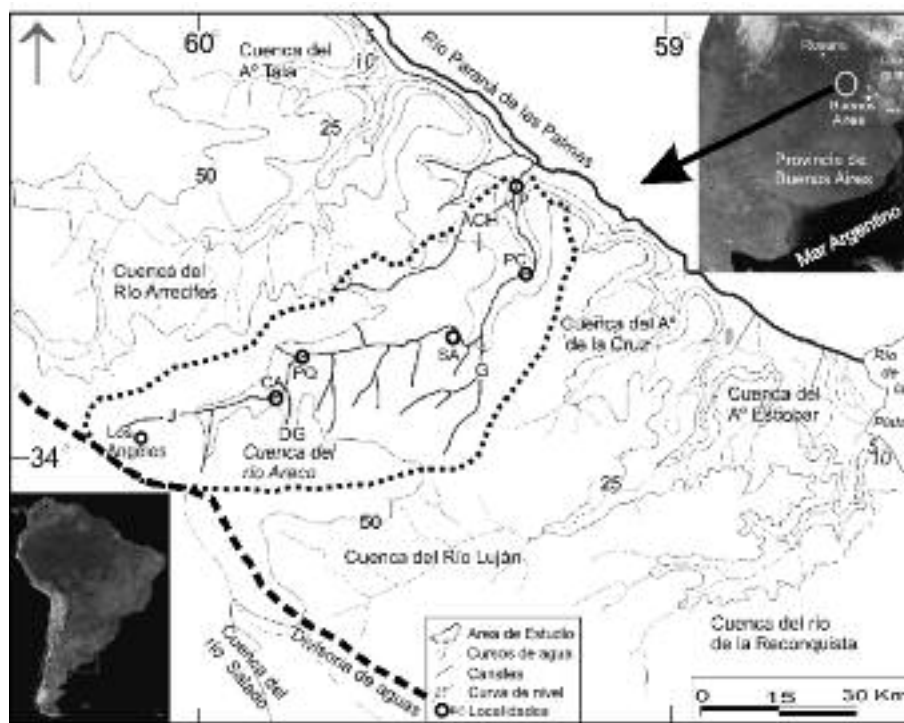 60°
59°
Cuenca del
Aº Tala
10
Río Paraná de las Palmas
Rosario
Buenos
Aires
Provincia de
Buenos Aires
Mar Argentino
25
50
ACH
PC
Cuenca del
Río Arrecifes
Cuenca del Aº
de la Cruz
SA
G
PQ
CA
J
Los
Angeles
DG
Cuenca del
río Areco
34°
Cuenca del
Aº Escobar
Río
de
10
25
50
Cuenca del Río Luján
Cuenca del río
de la Reconquista
Cuenca del
río Salado
Divisoria de aguas
Area de Estudio
Cursos de agua
Canales
Curva de nivel
Localidades
0 15 30 Km